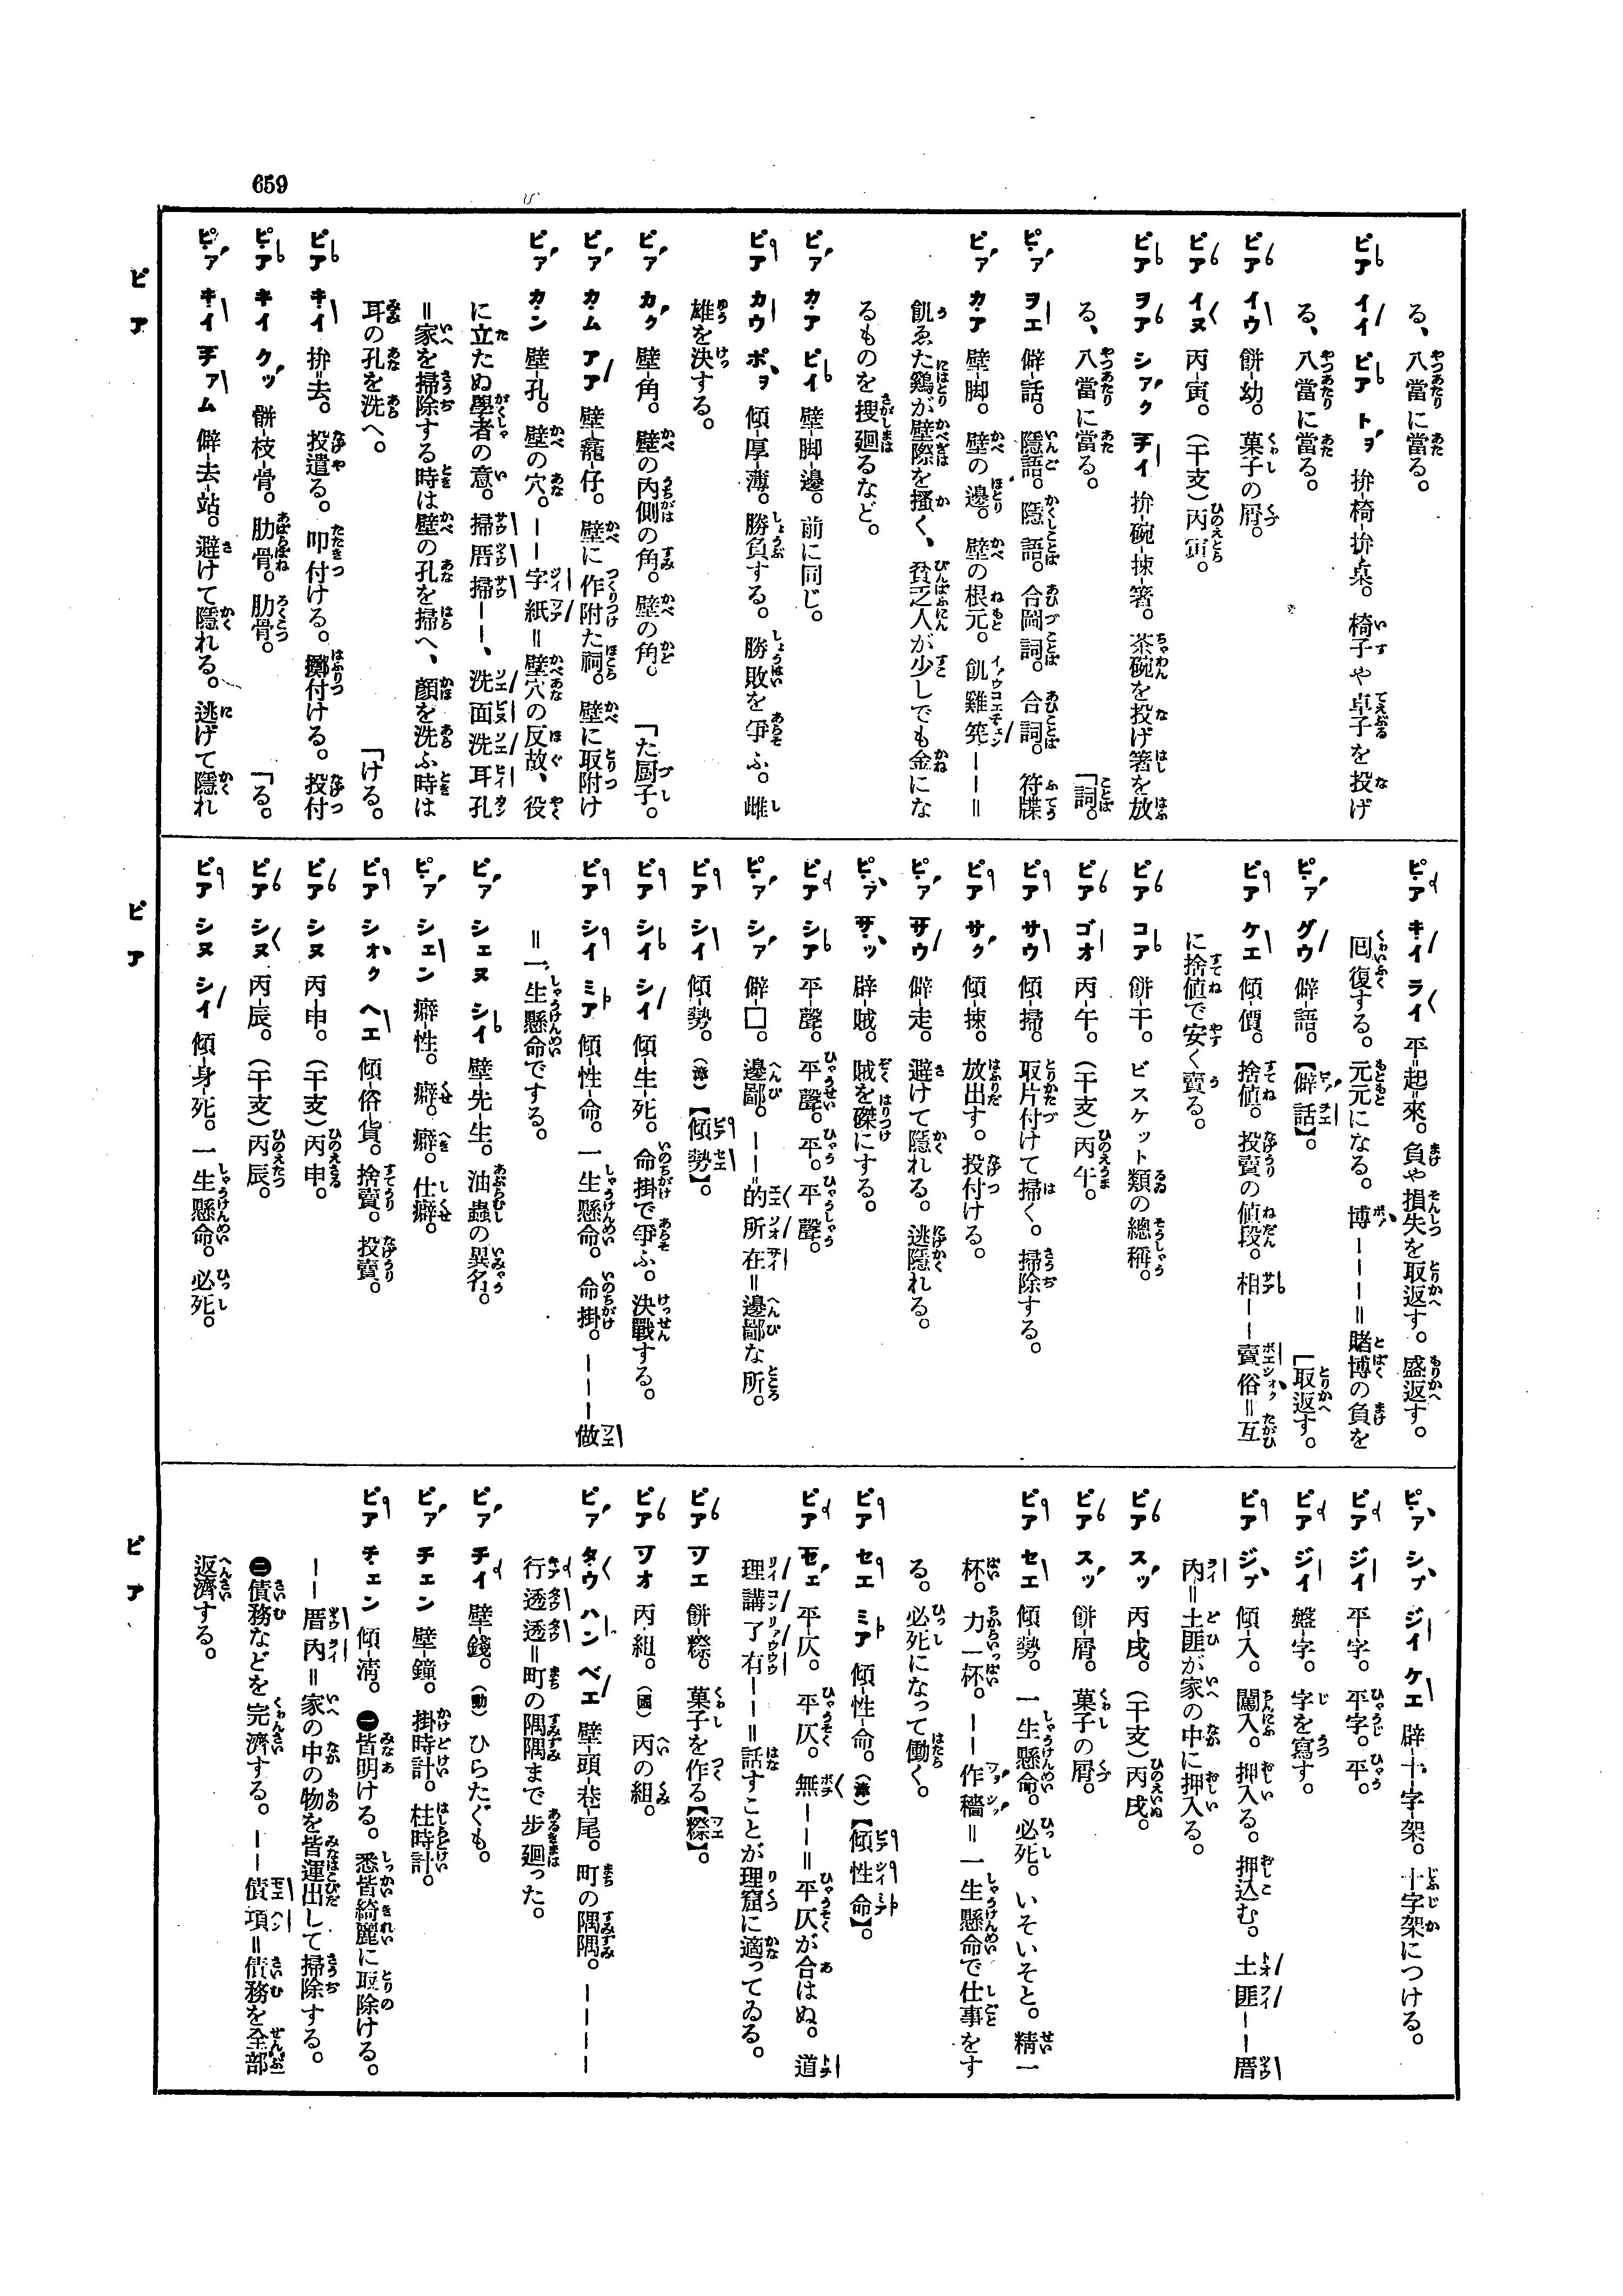 659
る、八當に當る。
ピア イイ ピア トヲ 拚-椅-拚-桌。椅子や卓子を投げ
る、八當に當る。
ピア イウ 餅-幼。菓子の屑。
ピア イヌ 丙-寅。(干支)丙寅。
ピア ヲア シアク チイ 拚-碗-捒-箸。茶碗を投げ箸を放
る、八當に當る。 「詞。
ピア ヲエ 僻-話。隱語。隱語。合圖詞。合詞。符牒
ピア カア 壁-脚。壁の邊。壁の根元。飢雞筅ーー=
飢ゑた鷄が壁際を搔く、貧乏人が少しでも金にな
るものを搜廻るなど。
ピア カア ピイ 壁-脚-邊。前に同じ。
ピア カウ ポヲ 傾-厚-薄。勝負する。勝敗を爭ふ。雌
雄を決する。
ピア カク 壁-角。壁の內側の角。壁の角。 「た厨子。
ピア カム アア 壁-龕-仔。壁に作附た祠。壁に取附け
ピア カン 壁-孔。壁の穴。ーー字紙=壁穴の反故、役
に立たぬ學者の意。掃厝掃ーー、洗面洗耳孔
=家を掃除する時は壁の孔を掃へ、顏を洗ふ時は
耳の孔を洗へ。 「ける。
ピア キイ 拚=去。投遣る。叩付ける。擲付ける。投付
ピア キイ クッ 骿-枝-骨。肋骨。肋骨。 「る。
ピア キイ チアム 僻-去-站。避けて隱れる。逃げて隱れ
ピア キイ ライ 平=起=來。負や損失を取返す。盛返す。
囘復する。元元になる。博ーーー=賭博の負を
ピア グウ 僻-語。【僻話】。 「取返す。
ピア ケエ 傾-價。捨値。投賣の値段。相ーー賣俗=互
に捨値で安く賣る。
ピア コア 餅-干。ビスケット類の總稱。
ピア ゴオ 丙-午。(干支)丙午。
ピア サウ 傾-掃。取片付けて掃く。掃除する。
ピア サク 傾-捒。放出す。投付ける。
ピア サウ 僻-走。避けて隱れる。逃隱れる。
ピア サッ 辟-賊。賊を磔にする。
ピア シア 平-聲。平聲。平。平聲。
ピア シア 僻-□。邊鄙。ーー=的所在=邊鄙な所。
ピア シイ 傾-勢。(漳)【傾勢】。
ピア シイ シイ 傾-生-死。命掛で爭ふ。決戰する。
ピア シイ ミア 傾-性-命。一生懸命。命掛。ーーー做
=一生懸命でする。
ピア シエヌ シイ 壁-先-生。油蟲の異名。
ピア シエン 癖-性。癖。癖。仕癖。
ピア シオク ヘエ 傾-俗-貨。捨賣。投賣。
ピア シヌ 丙-申。(干支)丙申。
ピア シヌ 丙-辰。(干支)丙辰。
ピア シヌ シイ 傾-身-死。一生懸命。必死。
ピア シプ ジイ ケエ 辟-十-字-架。十字架につける。
ピア ジイ 平-字。平字。平。
ピア ジイ 盤-字。字を寫す。
ピア ジプ 傾-入。闖入。押入る。押込む。土匪ーー厝
內=土匪が家の中に押入る。
ピア スッ 丙-戌。(干支)丙戌。
ピア スッ 餅-屑。菓子の屑。
ピア セエ 傾-勢。一生懸命。必死。いそいそと。精一
杯。力一杯。ーー作穡=一生懸命で仕事をす
る。必死になって働く。
ピア セエ ミア 傾-性-命。(漳)【傾性命】。
ピア ゼエ 平-仄。平仄。無ーー=平仄が合はぬ。道
理講了有ーー=話すことが理窟に適ってゐる。
ピア ソエ 餅-𥻵。菓子を作る【𥻵】。
ピア ソオ 丙-組。(國)丙の組。
ピア タウ ハン ベエ 壁-頭-巷-尾。町の隅隅。ーーーー
行透透=町の隅隅まで步廻った。
ピア チイ 壁-錢。(動)ひらたぐも。
ピア チエン 壁-鐘。掛時計。柱時計。
ピア チエン 傾-淸。㊀皆明ける。悉皆綺麗に取除ける。
ーー厝內=家の中の物を皆運出して掃除する。
㊁債務などを完濟する。ーー債項=債務を全部
返濟する。
ピア
ピア
ピア